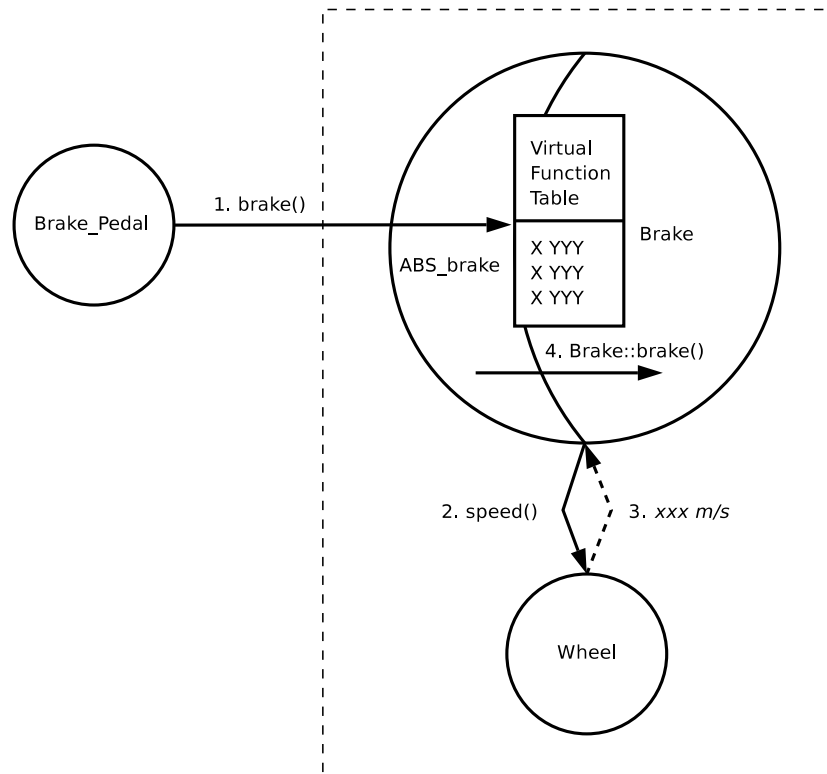 Virtual
Function
Table
1. brake()
Brake_Pedal
Brake
X YYY
ABS_brake
X YYY
X YYY
4. Brake::brake()
2. speed()
3. xxx m/s
Wheel